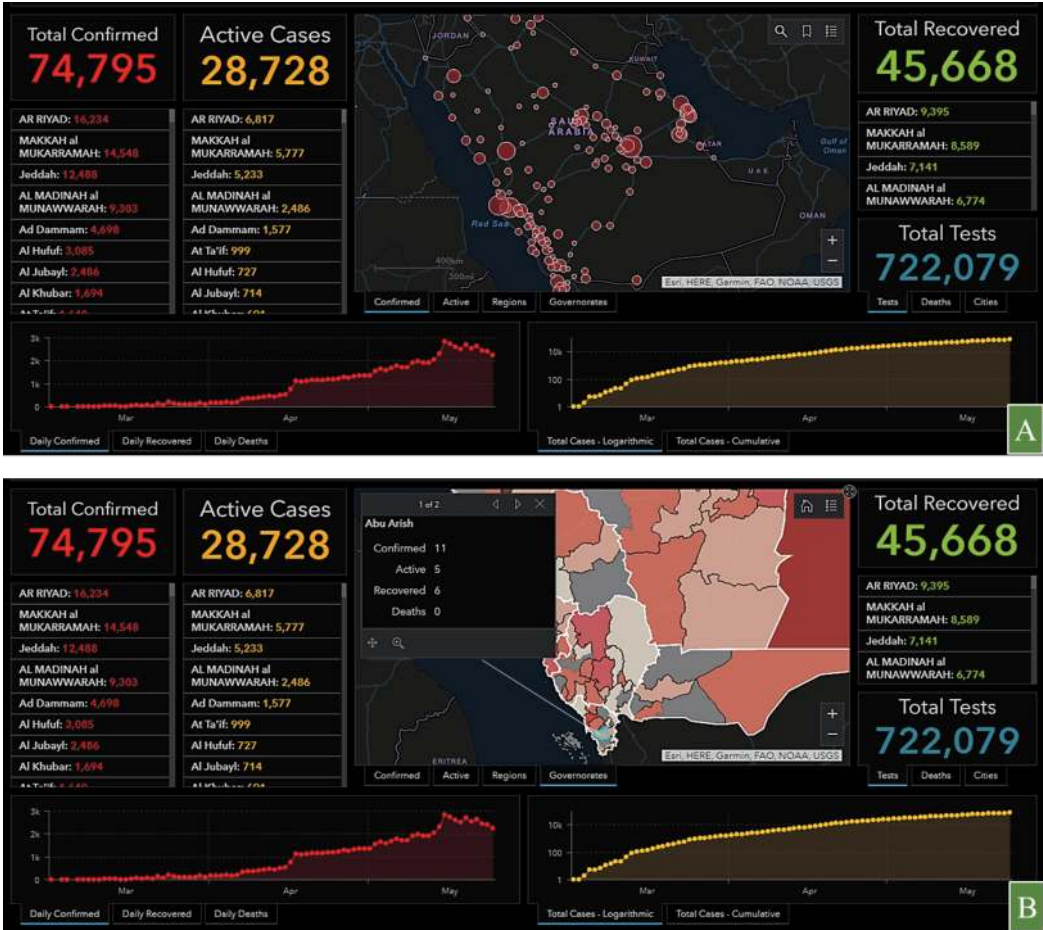 Total Confirmed
74,795
AR RIYAD: 16,234
MAKKAH al
MUKARRAMAH: 14,548
Jeddah: 12,488
AL MADINAH al
MUNAWWARAH: 9,303
Ad Dammam: 4,698
Al Hufuf: 3,085
Al Jubayl: 2,486
Al Khubar: 1,694
Active Cases
28,728
AR RIYAD: 6,817
MAKKAH al
MUKARRAMAH: 5,777
Jeddah: 5,233
AL MADINAH al
MUNAWWARAH: 2,486
Ad Dammam: 1,577
At Ta'if: 999
Al Hufuf: 727
Al Jubayl: 714
JORDAN
KUWAIT
SAUDI
ARABIA
QATAR
Gulf of
Oman
UAE
OMAN
Red Sea
400km
300mi
+
−
Esri, HERE, Garmin, FAO, NOAA, USGS
Confirmed Active Regions Governorates
Total Recovered
45,668
AR RIYAD: 9,395
MAKKAH al
MUKARRAMAH: 8,589
Jeddah: 7,141
AL MADINAH al
MUNAWWARAH: 6,774
Total Tests
722,079
Tests Deaths Cities
3k
2k
1k
0
Mar Apr May
Daily Confirmed Daily Recovered Daily Deaths
10k
100
1
Mar Apr May
Total Cases - Logarithmic Total Cases - Cumulative
A
Total Confirmed
74,795
AR RIYAD: 16,234
MAKKAH al
MUKARRAMAH: 14,548
Jeddah: 12,488
AL MADINAH al
MUNAWWARAH: 9,303
Ad Dammam: 4,698
Al Hufuf: 3,085
Al Jubayl: 2,486
Al Khubar: 1,694
Active Cases
28,728
AR RIYAD: 6,817
MAKKAH al
MUKARRAMAH: 5,777
Jeddah: 5,233
AL MADINAH al
MUNAWWARAH: 2,486
Ad Dammam: 1,577
At Ta'if: 999
Al Hufuf: 727
Al Jubayl: 714
1 of 2
Abu Arish
Confirmed 11
Active 5
Recovered 6
Deaths 0
ERITREA
+
−
Esri, HERE, Garmin, FAO, NOAA, USGS
Confirmed Active Regions Governorates
Total Recovered
45,668
AR RIYAD: 9,395
MAKKAH al
MUKARRAMAH: 8,589
Jeddah: 7,141
AL MADINAH al
MUNAWWARAH: 6,774
Total Tests
722,079
Tests Deaths Cities
3k
2k
1k
0
Mar Apr May
Daily Confirmed Daily Recovered Daily Deaths
10k
100
1
Mar Apr May
Total Cases - Logarithmic Total Cases - Cumulative
B